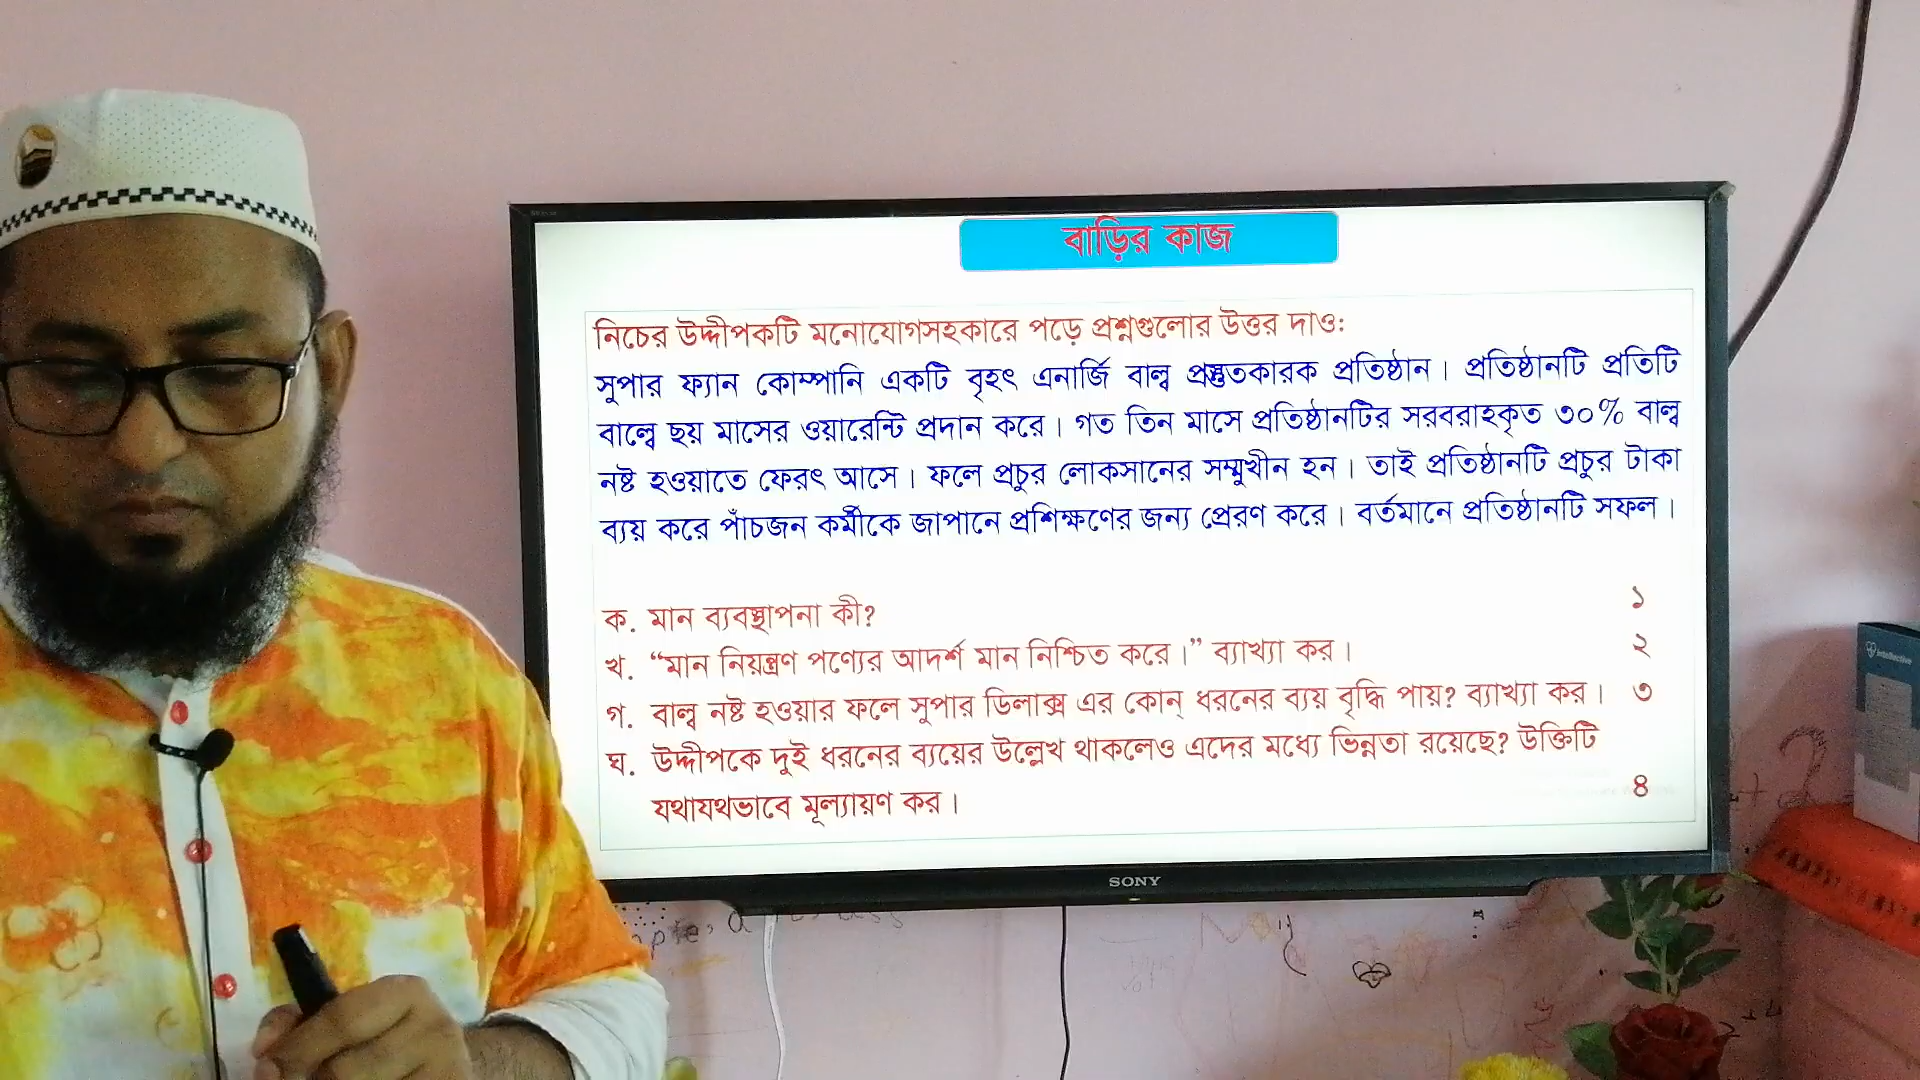 বাড়ির কাজ
নিচের উদ্দীপকটি মনোযোগসহকারে পড়ে প্রশ্নগুলোর উত্তর দাও:
সুপার ফ্যান কোম্পানি একটি বৃহৎ এনার্জি বাল্ব প্রস্তুতকারক প্রতিষ্ঠান। প্রতিষ্ঠানটি প্রতিটি
বাল্বে ছয় মাসের ওয়ারেন্টি প্রদান করে। গত তিন মাসে প্রতিষ্ঠানটির সরবরাহকৃত ৩০% বাল্ব
নষ্ট হওয়াতে ফেরৎ আসে। ফলে প্রচুর লোকসানের সম্মুখীন হন। তাই প্রতিষ্ঠানটি প্রচুর টাকা
ব্যয় করে পাঁচজন কর্মীকে জাপানে প্রশিক্ষণের জন্য প্রেরণ করে। বর্তমানে প্রতিষ্ঠানটি সফল।
ক. মান ব্যবস্থাপনা কী? ১
খ. “মান নিয়ন্ত্রণ পণ্যের আদর্শ মান নিশ্চিত করে।” ব্যাখ্যা কর। ২
গ. বাল্ব নষ্ট হওয়ার ফলে সুপার ডিলাক্স এর কোন্ ধরনের ব্যয় বৃদ্ধি পায়? ব্যাখ্যা কর। ৩
ঘ. উদ্দীপকে দুই ধরনের ব্যয়ের উল্লেখ থাকলেও এদের মধ্যে ভিন্নতা রয়েছে? উক্তিটি
যথাযথভাবে মূল্যায়ণ কর। ৪
SONY